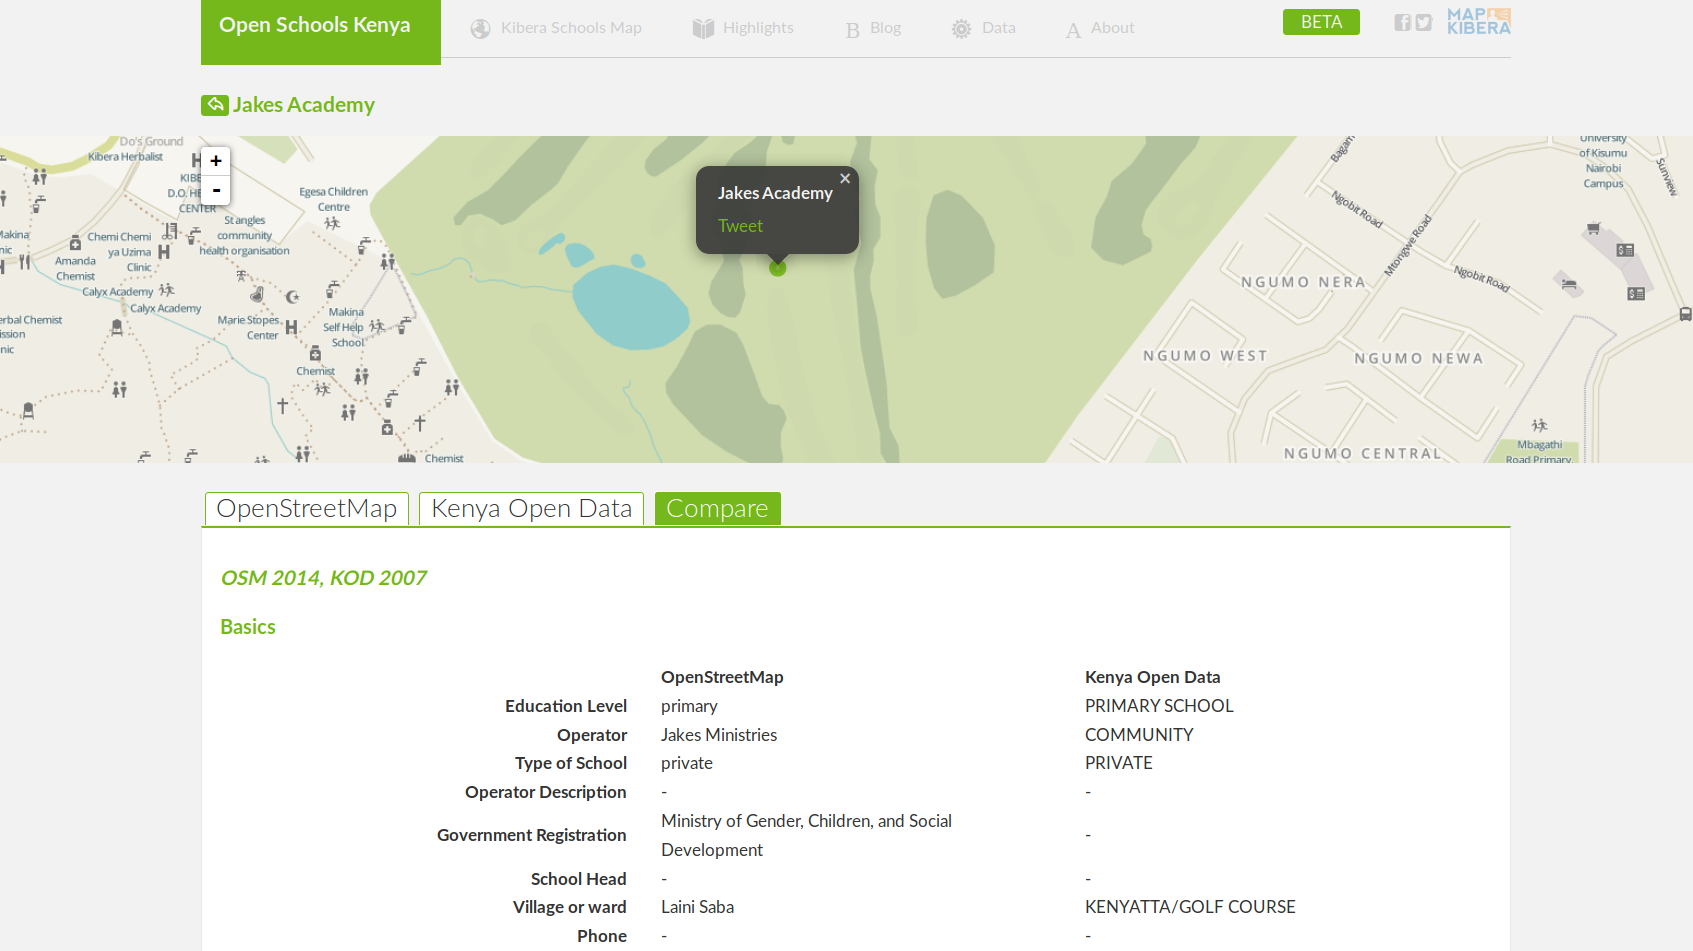 Open Schools Kenya
Kibera Schools Map
Highlights
B Blog
Data
A About
BETA
MAP
KIBERA
Jakes Academy
+
-
Do's Ground
Kibera Herbalist
KIBE
D.O. HE
CENTER
Egesa Children
Centre
St angles
community
health organisation
Makina
nic
Chemi Chemi
ya Uzima
Clinic
Amanda
Chemist
Calyx Academy
Calyx Academy
erbal Chemist
ission
nic
Marie Stopes
Center
Makina
Self Help
School
Chemist
Chemist
Jakes Academy
×
Tweet
Ngobit Road
Mtongwe Road
Ngobit Road
NGUMO NERA
NGUMO WEST
NGUMO NEWA
NGUMO CENTRAL
University
of Kisumu
Nairobi
Campus
Sunview
Mbagathi
Road Primary,
OpenStreetMap
Kenya Open Data
Compare
OSM 2014, KOD 2007
Basics
OpenStreetMap Kenya Open Data
Education Level primary PRIMARY SCHOOL
Operator Jakes Ministries COMMUNITY
Type of School private PRIVATE
Operator Description - -
Government Registration Ministry of Gender, Children, and Social -
Development
School Head - -
Village or ward Laini Saba KENYATTA/GOLF COURSE
Phone - -